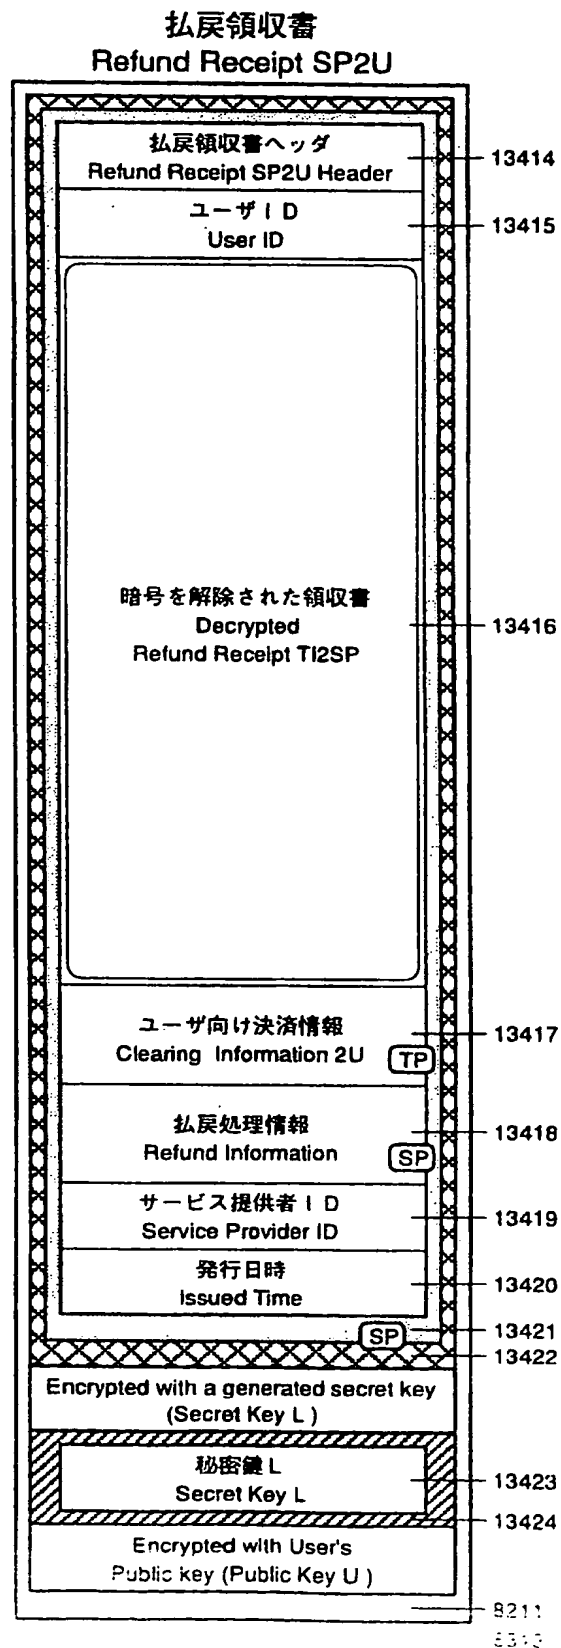 払戻領収書
Refund Receipt SP2U
払戻領収書ヘッダ
Refund Receipt SP2U Header
13414
ユーザID
User ID
13415
暗号を解除された領収書
Decrypted
Refund Receipt TI2SP
13416
ユーザ向け決済情報
Clearing Information 2U
TP
13417
払戻処理情報
Refund Information
SP
13418
サービス提供者ID
Service Provider ID
13419
発行日時
Issued Time
13420
SP
13421
13422
Encrypted with a generated secret key
(Secret Key L)
秘密鍵L
Secret Key L
13423
13424
Encrypted with User's
Public key (Public Key U)
8211